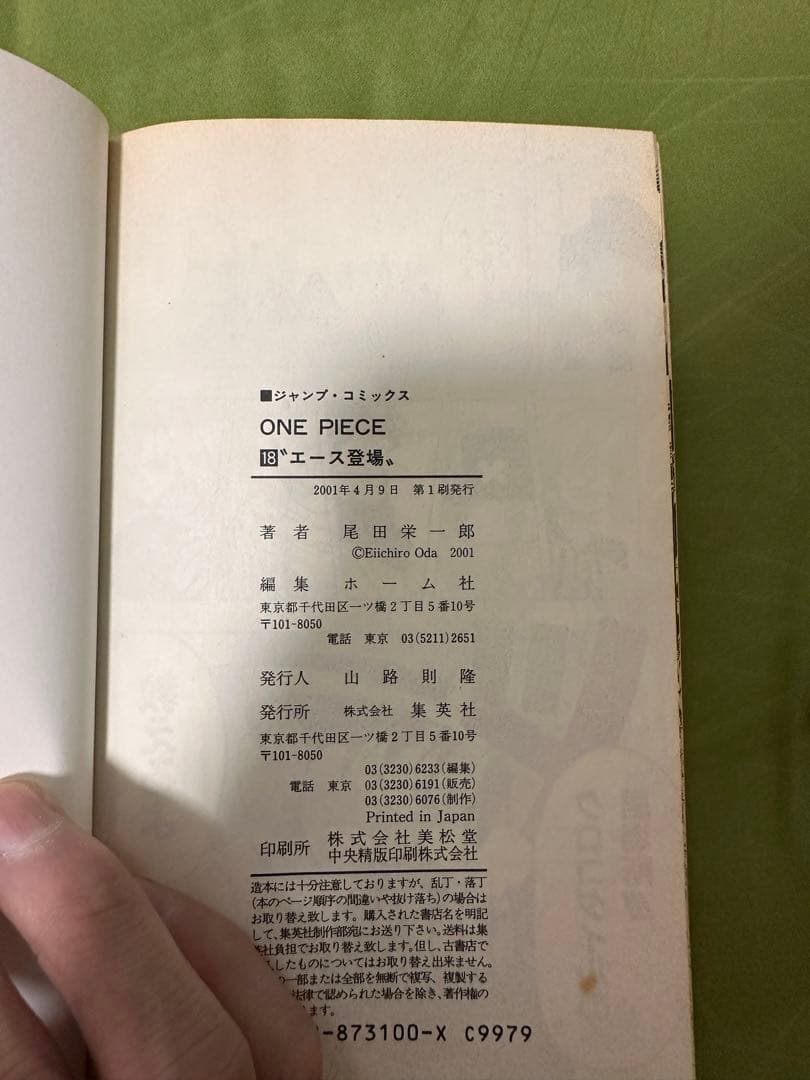 ■ジャンプ・コミックス
ONE PIECE
18〝エース登場〟
2001年4月9日 第1刷発行
著者 尾田栄一郎
©Eiichiro Oda 2001
編集 ホーム社
東京都千代田区一ツ橋2丁目5番10号
〒101-8050
電話 東京 03(5211)2651
発行人 山路則隆
発行所 株式会社 集英社
東京都千代田区一ツ橋2丁目5番10号
〒101-8050
03(3230)6233(編集)
電話 東京 03(3230)6191(販売)
03(3230)6076(制作)
Printed in Japan
印刷所 株式会社美松堂
中央精版印刷株式会社
造本には十分注意しておりますが、乱丁・落丁
(本のページ順序の間違いや抜け落ち)の場合は
お取り替え致します。購入された書店名を明記
して、集英社制作部宛にお送り下さい。送料は集
英社負担でお取り替え致します。但し、古書店で
したものについてはお取り替え出来ません。
の一部または全部を無断で複写、複製する
法律で認められた場合を除き、著作権の
ます。
-873100-X C9979